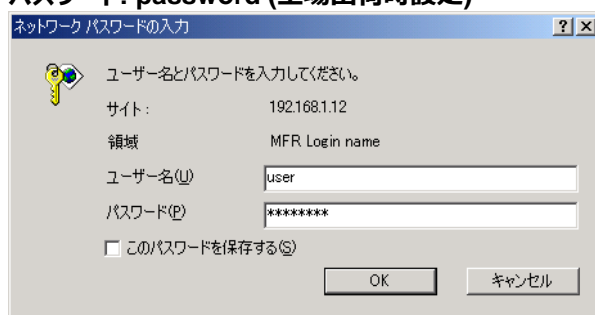 パスワード: password (工場出荷時設定)
ネットワーク パスワードの入力
ユーザー名とパスワードを入力してください。
サイト: 192.168.1.12
領域 MFR Login name
ユーザー名(U) user
パスワード(P) ********
このパスワードを保存する(S)
OK キャンセル